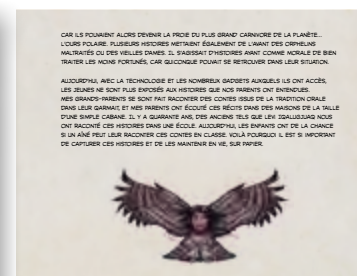 CAR ILS POUVAIENT ALORS DEVENIR LA PROIE DU PLUS GRAND CARNIVORE DE LA PLANÈTE...
L'OURS POLAIRE. PLUSIEURS HISTOIRES METTAIENT ÉGALEMENT DE L'AVANT DES ORPHELINS
MALTRAITÉS OU DES VIEILLES DAMES. IL S'AGISSAIT D'HISTOIRES AYANT COMME MORALE DE BIEN
TRAITER LES MOINS FORTUNÉS, CAR QUICONQUE POUVAIT SE RETROUVER DANS LEUR SITUATION.
AUJOURD'HUI, AVEC LA TECHNOLOGIE ET LES NOMBREUX GADGETS AUXQUELS ILS ONT ACCÈS,
LES JEUNES NE SONT PLUS EXPOSÉS AUX HISTOIRES QUE NOS PARENTS ONT ENTENDUES.
MES GRANDS-PARENTS SE SONT FAIT RACONTER DES CONTES ISSUS DE LA TRADITION ORALE
DANS LEUR QARMAIT, ET MES PARENTS ONT ÉCOUTÉ CES RÉCITS DANS DES MAISONS DE LA TAILLE
D'UNE SIMPLE CABANE. IL Y A QUARANTE ANS, DES ANCIENS TELS QUE LEVI IQALUQJUAQ NOUS
ONT RACONTÉ CES HISTOIRES DANS UNE ÉCOLE. AUJOURD'HUI, LES ENFANTS ONT DE LA CHANCE
SI UN AÎNÉ PEUT LEUR RACONTER CES CONTES EN CLASSE. VOILÀ POURQUOI IL EST SI IMPORTANT
DE CAPTURER CES HISTOIRES ET DE LES MAINTENIR EN VIE, SUR PAPIER.